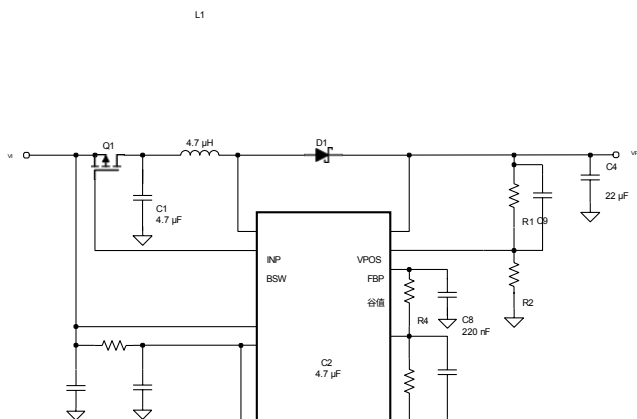 L1
Q1
4.7 µH
D1
VI
C4
C1
4.7 µF
22 µF
R1
C9
INP
VPOS
BSW
FBP
谷值
R2
R4
C8
220 nF
C2
4.7 µF